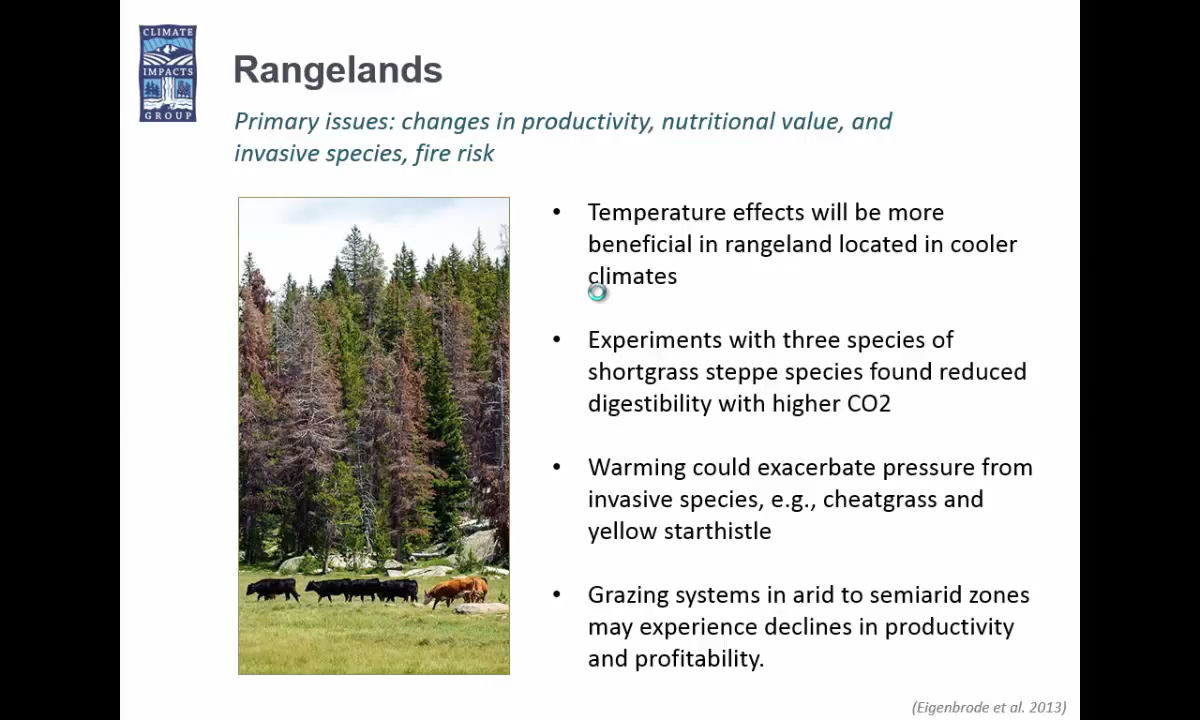 CLIMATE
IMPACTS
GROUP
Rangelands
Primary issues: changes in productivity, nutritional value, and
invasive species, fire risk
• Temperature effects will be more
beneficial in rangeland located in cooler
climates
• Experiments with three species of
shortgrass steppe species found reduced
digestibility with higher CO2
• Warming could exacerbate pressure from
invasive species, e.g., cheatgrass and
yellow starthistle
• Grazing systems in arid to semiarid zones
may experience declines in productivity
and profitability.
(Eigenbrode et al. 2013)